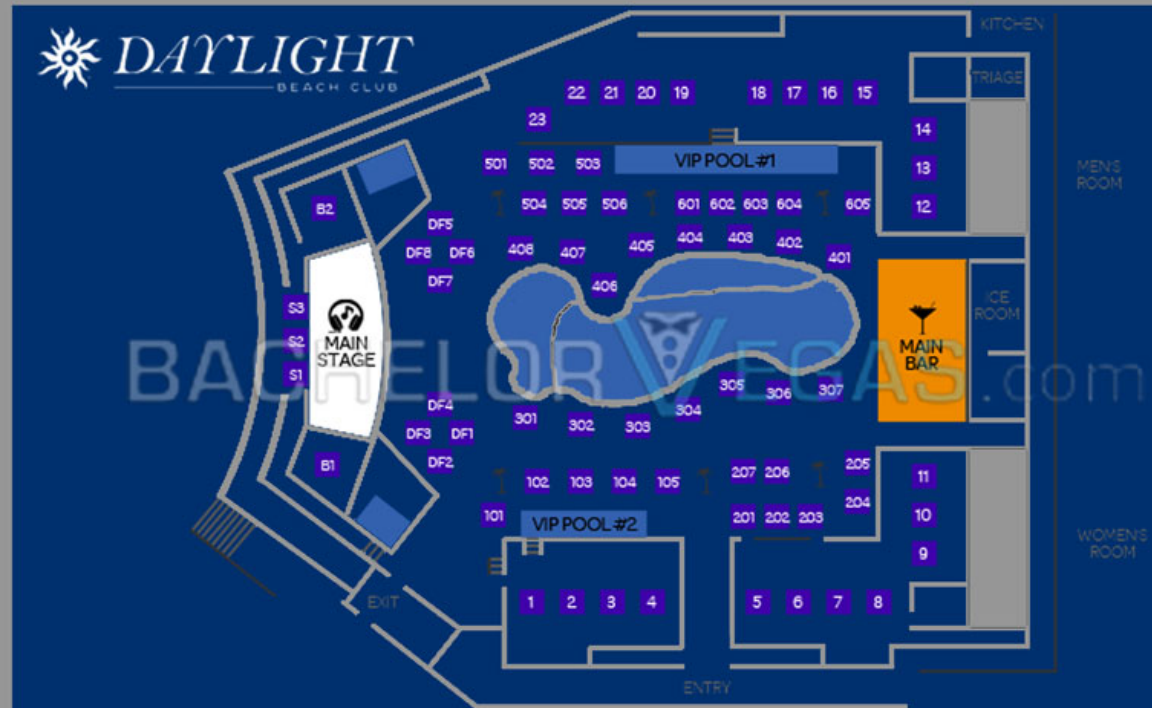 DAYLIGHT
BEACH CLUB
KITCHEN
TRIAGE
22 21 20 19 18 17 16 15
23
14
501 502 503 VIP POOL #1
13
MEN'S
ROOM
B2 504 505 506 601 602 603 604 605 12
DF5
408 407 405 404 403 402 401
DF8 DF6
DF7 406
S3
ICE
ROOM
S2
MAIN
STAGE
MAIN
BAR
BACHELORVEGAS.com
S1
305 306 307
DF4
301 302 303 304
DF3 DF1
DF2
B1
207 206 205
11
102 103 104 105
204
101 VIP POOL #2 201 202 203 10
WOMEN'S
ROOM
9
EXIT
1 2 3 4 5 6 7 8
ENTRY